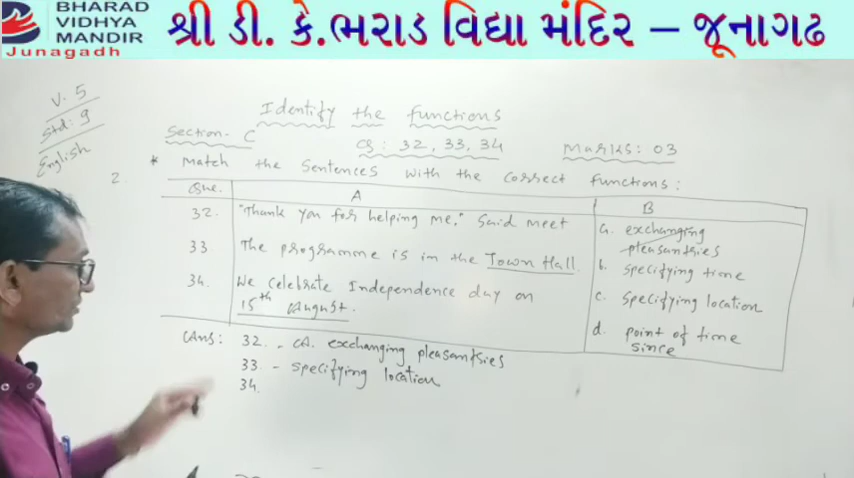 BHARAD
VIDHYA
MANDIR
Junagadh
શ્રી ડી. કે.ભરાડ વિદ્યા મંદિર – જૂનાગઢ
V. 5
Std: 9
English
Identify the functions
Section - C
Q: 32, 33, 34
Marks: 03
2.
* Match the Sentences with the correct functions:
Que. A B
32. "Thank you for helping me." Said meet
a. exchanging
pleasantries
33 The programme is in the Town Hall.
b. specifying time
34. We celebrate Independence day on
15th August.
c. specifying location
d. point of time
since
Ans: 32. - A. exchanging pleasantries
33. - specifying location
34.